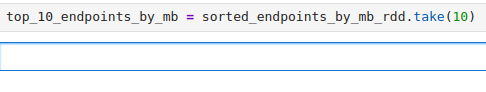 top_10_endpoints_by_mb = sorted_endpoints_by_mb_rdd.take(10)